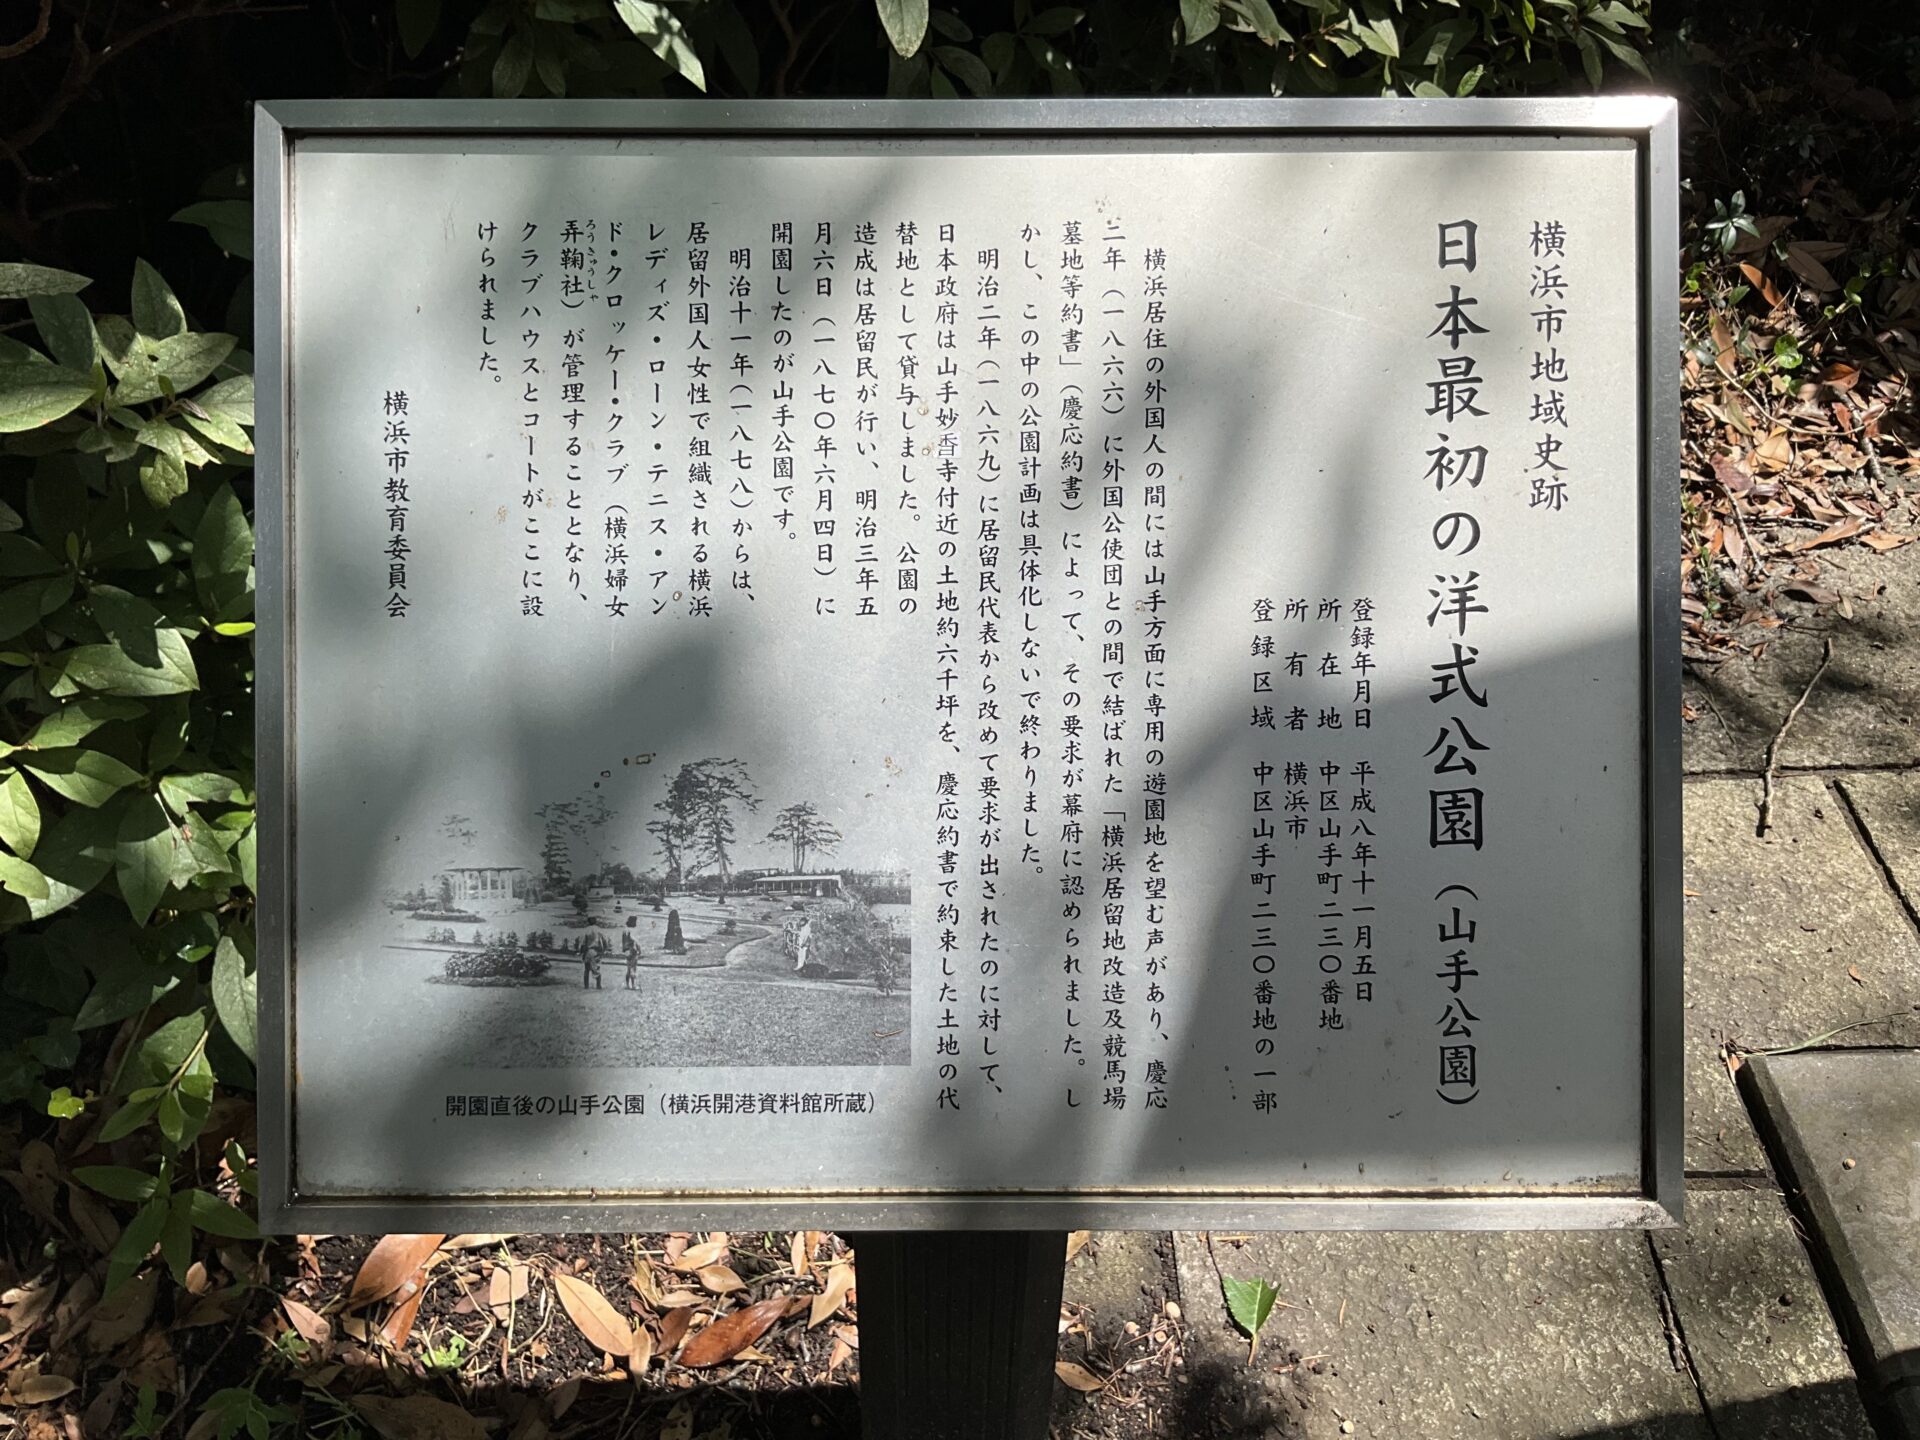 横浜市地域史跡
日本最初の洋式公園（山手公園）
登録年月日　平成八年十一月五日
所在地　中区山手町二三〇番地
所有者　横浜市
登録区域　中区山手町二三〇番地の一部
横浜居住の外国人の間には山手方面に専用の遊園地を望む声があり、慶応
二年（一八六六）に外国公使団との間で結ばれた「横浜居留地改造及競馬場
墓地等約書」（慶応約書）によって、その要求が幕府に認められました。し
かし、この中の公園計画は具体化しないで終わりました。
明治二年（一八六九）に居留民代表から改めて要求が出されたのに対して、
日本政府は山手妙香寺付近の土地約六千坪を、慶応約書で約束した土地の代
替地として貸与しました。公園の
造成は居留民が行い、明治三年五
月六日（一八七〇年六月四日）に
開園したのが山手公園です。
明治十一年（一八七八）からは、
居留外国人女性で組織される横浜
レディズ・ローン・テニス・アン
ド・クロッケー・クラブ（横浜婦女
弄鞠社）が管理することとなり、
ろうきゅうしゃ
クラブハウスとコートがここに設
けられました。
横浜市教育委員会
開園直後の山手公園（横浜開港資料館所蔵）